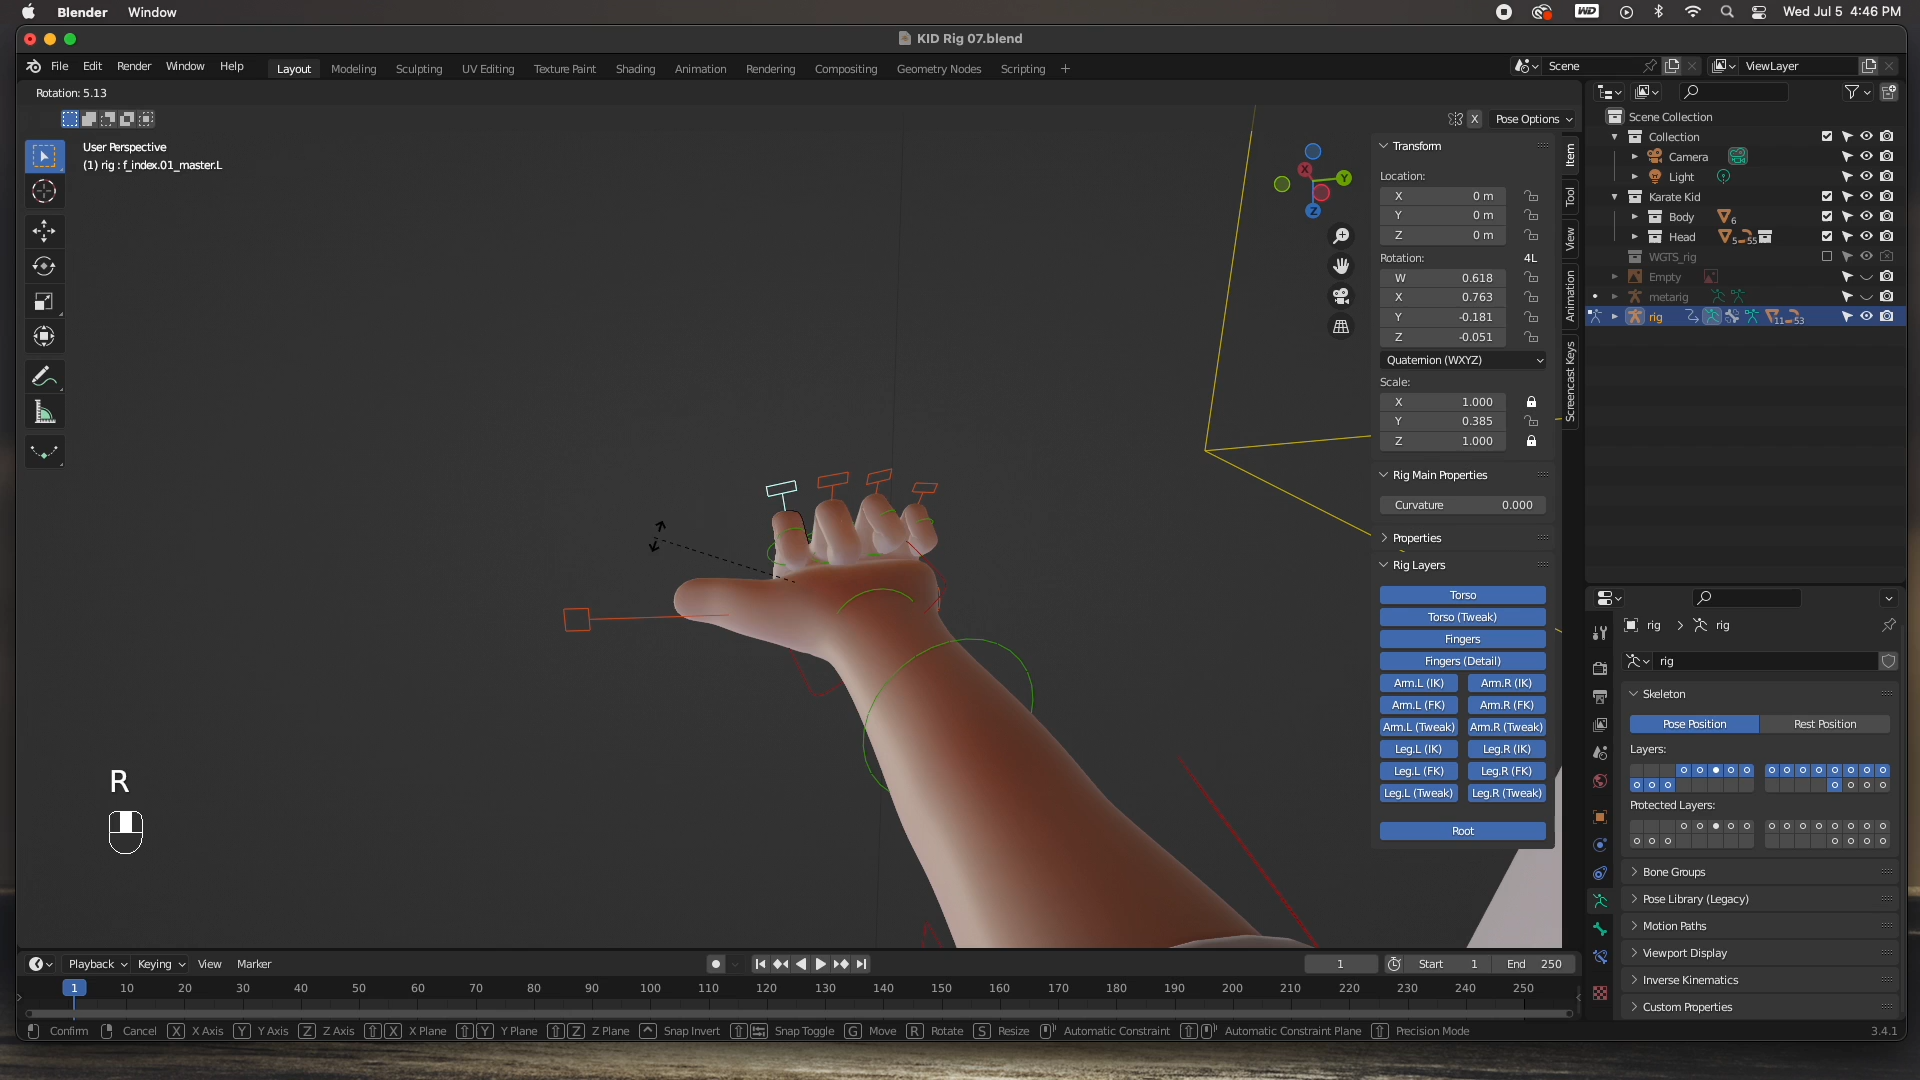 Blender Window
WD Wed Jul 5 4:46 PM
KID Rig 07.blend
File Edit Render Window Help Layout Modeling Sculpting UV Editing Texture Paint Shading Animation Rendering Compositing Geometry Nodes Scripting + Scene ViewLayer
Rotation: 5.13
X Pose Options
User Perspective
(1) rig : f_index.01_master.L
X Y Z
Transform
Location:
X 0 m
Y 0 m
Z 0 m
Rotation: 4L
W 0.618
X 0.763
Y -0.181
Z -0.051
Quaternion (WXYZ)
Scale:
X 1.000
Y 0.385
Z 1.000
Rig Main Properties
Curvature 0.000
Properties
Rig Layers
Torso
Torso (Tweak)
Fingers
Fingers (Detail)
Arm.L (IK) Arm.R (IK)
Arm.L (FK) Arm.R (FK)
Arm.L (Tweak) Arm.R (Tweak)
Leg.L (IK) Leg.R (IK)
Leg.L (FK) Leg.R (FK)
Leg.L (Tweak) Leg.R (Tweak)
Root
Item
Tool
View
Animation
Screencast Keys
Scene Collection
Collection
Camera
Light
Karate Kid
Body 6
Head 5 55
WGTS_rig
Empty
metarig
rig 11 53
rig > rig
rig
Skeleton
Pose Position Rest Position
Layers:
Protected Layers:
Bone Groups
Pose Library (Legacy)
Motion Paths
Viewport Display
Inverse Kinematics
Custom Properties
R
Playback Keying View Marker 1 Start 1 End 250
1 10 20 30 40 50 60 70 80 90 100 110 120 130 140 150 160 170 180 190 200 210 220 230 240 250
Confirm Cancel X X Axis Y Y Axis Z Z Axis X X Plane Y Y Plane Z Z Plane Snap Invert Snap Toggle G Move R Rotate S Resize Automatic Constraint Automatic Constraint Plane Precision Mode 3.4.1